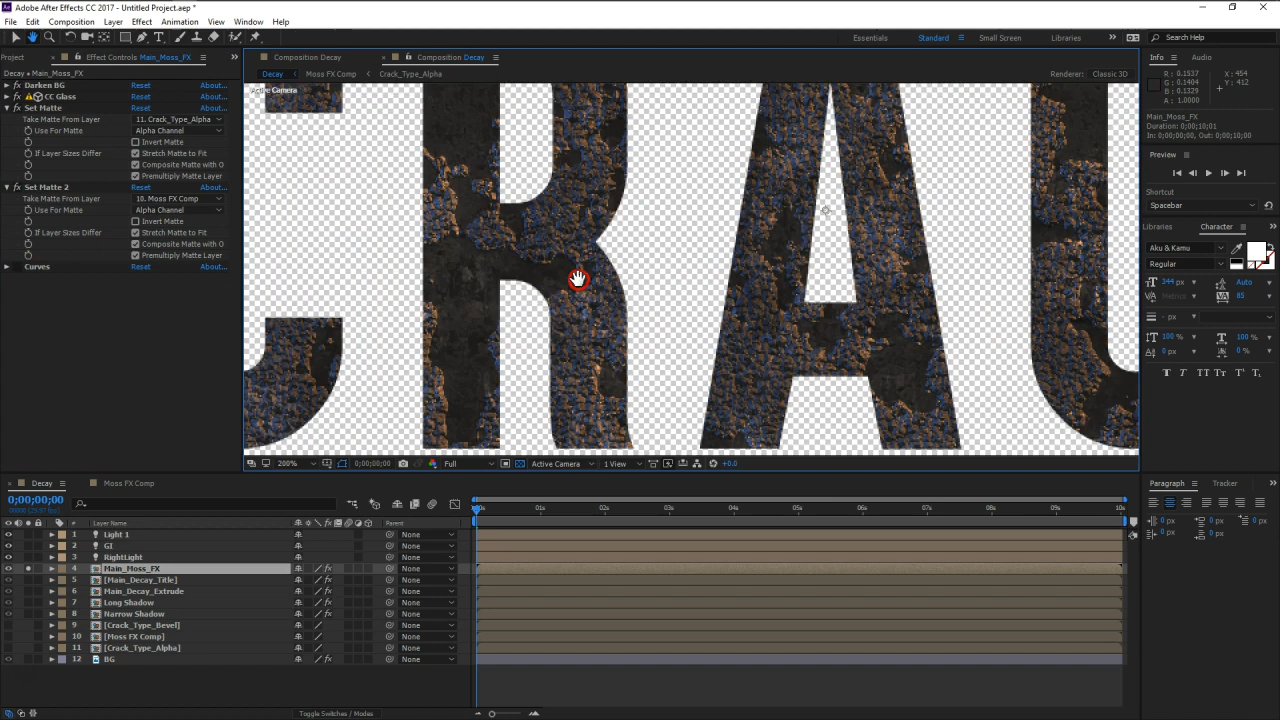 Adobe After Effects CC 2017 - Untitled Project.aep *
File Edit Composition Layer Effect Animation View Window Help
Essentials Standard Small Screen Libraries Search Help
Project Effect Controls Main_Moss_FX
Composition Decay Composition Decay
Info Audio
Decay • Main_Moss_FX
Decay Moss FX Comp Crack_Type_Alpha Renderer: Classic 3D
Active Camera
Darken BG Reset About...
CC Glass Reset About...
Set Matte Reset About...
Take Matte From Layer 11. Crack_Type_Alpha
Use For Matte Alpha Channel
Invert Matte
If Layer Sizes Differ Stretch Matte to Fit
Composite Matte with O
Premultiply Matte Layer
Set Matte 2 Reset About...
Take Matte From Layer 10. Moss FX Comp
Use For Matte Alpha Channel
Invert Matte
If Layer Sizes Differ Stretch Matte to Fit
Composite Matte with O
Premultiply Matte Layer
Curves Reset About...
CRAC
R: 0.1537 X: 454
G: 0.1404 Y: 412
B: 0.1329
A: 1.0000
Main_Moss_FX
Duration: 0;00;10;01
In: 0;00;00;00, Out: 0;00;10;00
Preview
Shortcut
Spacebar
Libraries Character
Aku & Kamu
Regular
344 px Auto
Metrics 85
- px
100 % 100 %
0 px 0 %
T T TT Tr T¹ T₁
200% 0;00;00;00 Full Active Camera 1 View +0.0
Decay Moss FX Comp
0;00;00;00
# Layer Name Parent
1 Light 1 None
2 GI None
3 RightLight None
4 Main_Moss_FX None
5 [Main_Decay_Title] None
6 Main_Decay_Extrude None
7 Long Shadow None
8 Narrow Shadow None
9 [Crack_Type_Bevel] None
10 [Moss FX Comp] None
11 [Crack_Type_Alpha] None
12 BG None
01s 02s 03s 04s 05s 06s 07s 08s 09s 10s
Paragraph Tracker
0 px 0 px 0 px
0 px 0 px
Toggle Switches / Modes